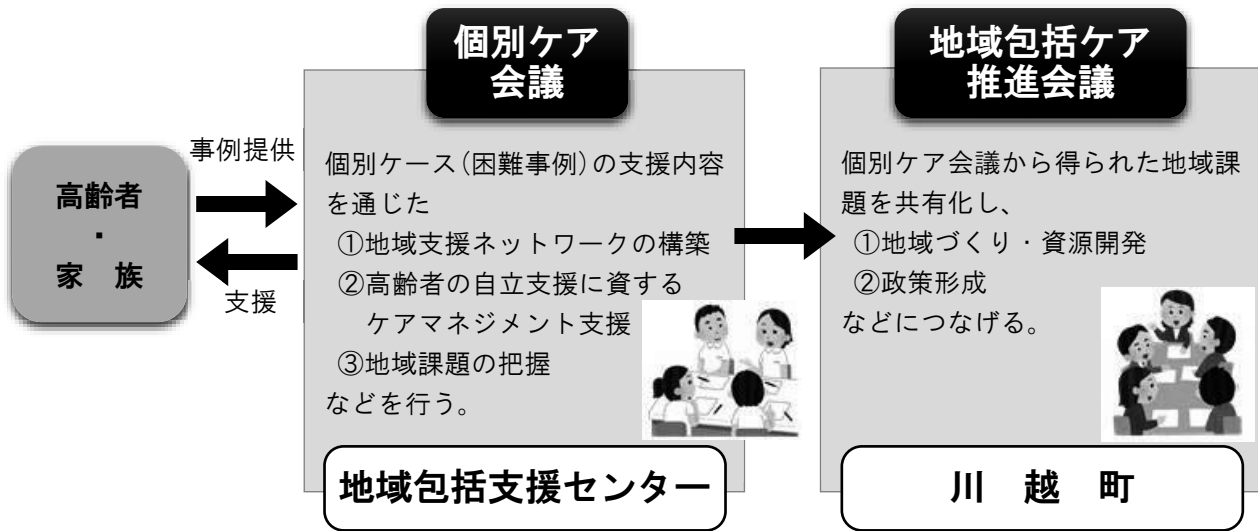 高齢者
・
家　族
事例提供
支援
個別ケア
会議
個別ケース（困難事例）の支援内容
を通じた
①地域支援ネットワークの構築
②高齢者の自立支援に資する
ケアマネジメント支援
③地域課題の把握
などを行う。
地域包括支援センター
地域包括ケア
推進会議
個別ケア会議から得られた地域課
題を共有化し、
①地域づくり・資源開発
②政策形成
などにつなげる。
川　越　町